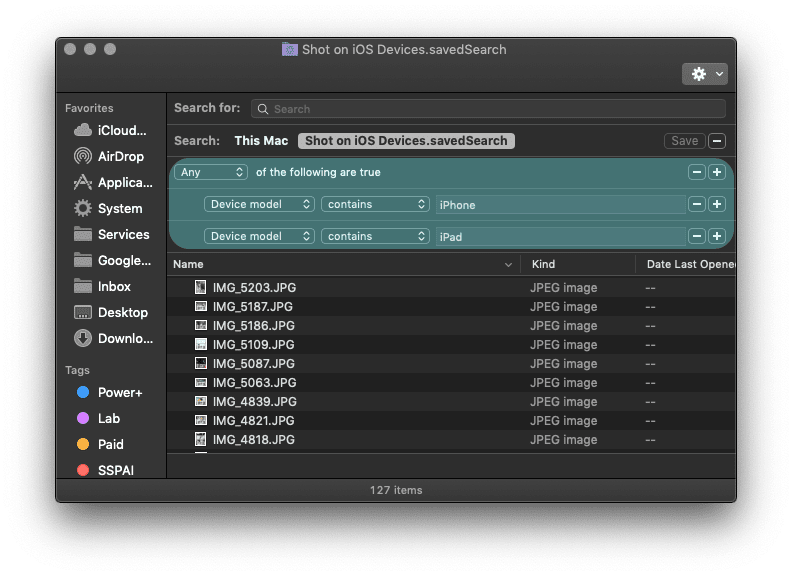 Shot on iOS Devices.savedSearch
Favorites
iCloud...
AirDrop
Applica...
System
Services
Google...
Inbox
Desktop
Downlo...
Tags
Power+
Lab
Paid
SSPAI
Search for: Search
Search: This Mac Shot on iOS Devices.savedSearch Save
Any of the following are true
Device model contains iPhone
Device model contains iPad
Name Kind Date Last Opened
IMG_5203.JPG JPEG image --
IMG_5187.JPG JPEG image --
IMG_5186.JPG JPEG image --
IMG_5109.JPG JPEG image --
IMG_5087.JPG JPEG image --
IMG_5063.JPG JPEG image --
IMG_4839.JPG JPEG image --
IMG_4821.JPG JPEG image --
IMG_4818.JPG JPEG image --
127 items